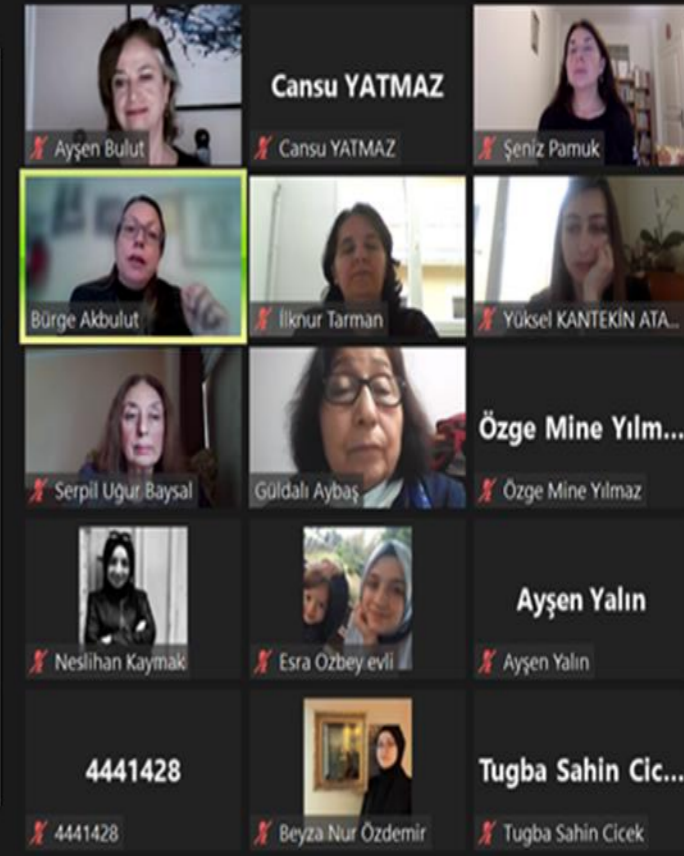 Ayşen Bulut
Cansu YATMAZ
Cansu YATMAZ
Şeniz Pamuk
Bürge Akbulut
İlknur Tarman
Yüksel KANTEKİN ATA...
Serpil Uğur Baysal
Güldalı Aybaş
Özge Mine Yılm...
Özge Mine Yılmaz
Neslihan Kaymak
Esra Ozbey evli
Ayşen Yalın
Ayşen Yalın
4441428
4441428
Beyza Nur Özdemir
Tugba Sahin Cic...
Tugba Sahin Cicek